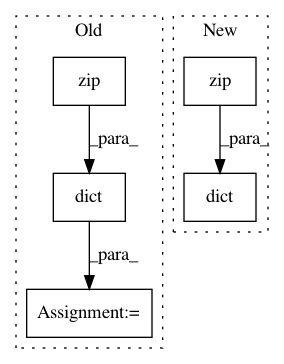 Old
zip
_para_
dict
_para_
Assignment:=
New
zip
_para_
dict